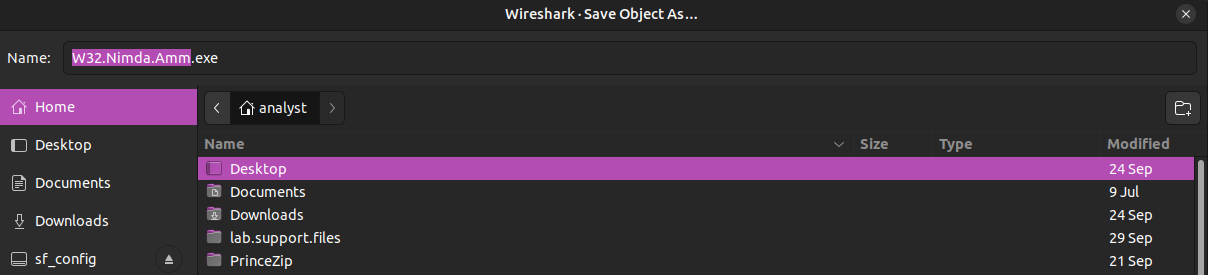 Wireshark · Save Object As…
Name: W32.Nimda.Amm.exe
Home
Desktop
Documents
Downloads
sf_config
analyst
Name Size Type Modified
Desktop 24 Sep
Documents 9 Jul
Downloads 24 Sep
lab.support.files 29 Sep
PrinceZip 21 Sep